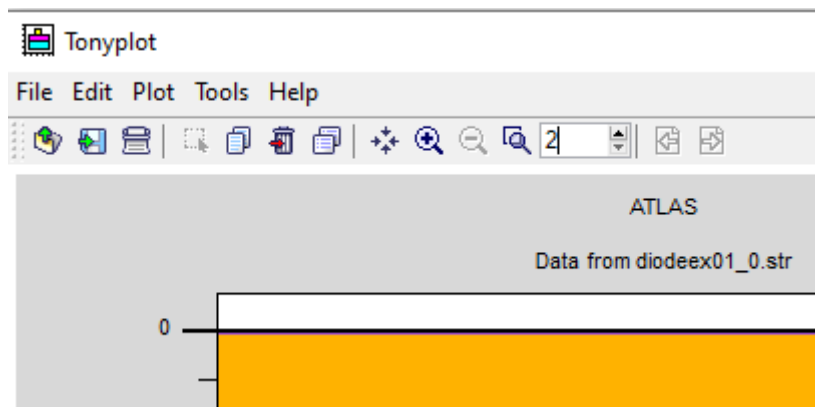 Tonyplot
File Edit Plot Tools Help
2
ATLAS
Data from diodeex01_0.str
0